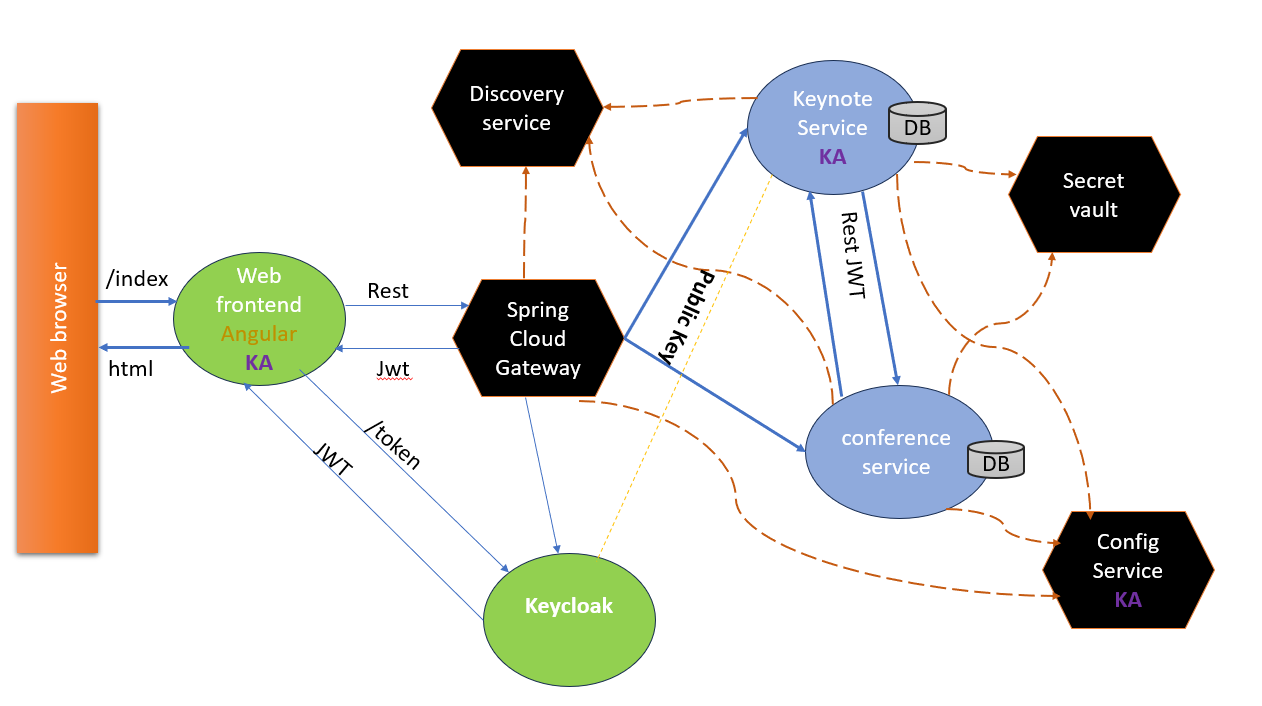 Web browser
/index
html
Web
frontend
Angular
KA
Rest
Jwt
/token
JWT
Discovery
service
Spring
Cloud
Gateway
Keycloak
Public Key
Keynote
Service
KA
DB
Rest JWT
conference
service
DB
Secret
vault
Config
Service
KA